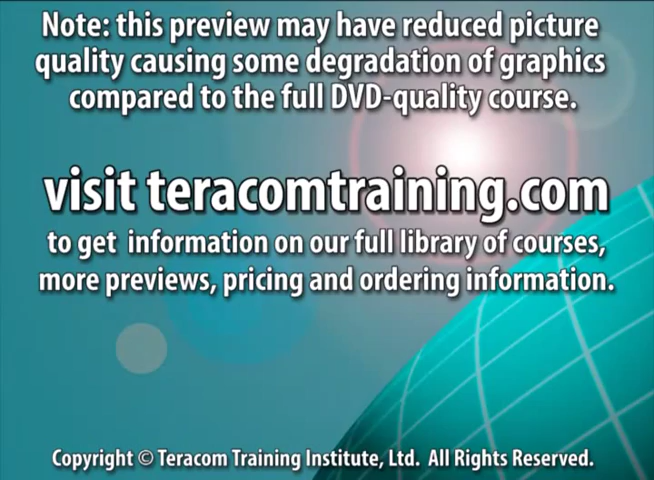 Note: this preview may have reduced picture
quality causing some degradation of graphics
compared to the full DVD-quality course.
visit teracomtraining.com
to get information on our full library of courses,
more previews, pricing and ordering information.
Copyright © Teracom Training Institute, Ltd. All Rights Reserved.